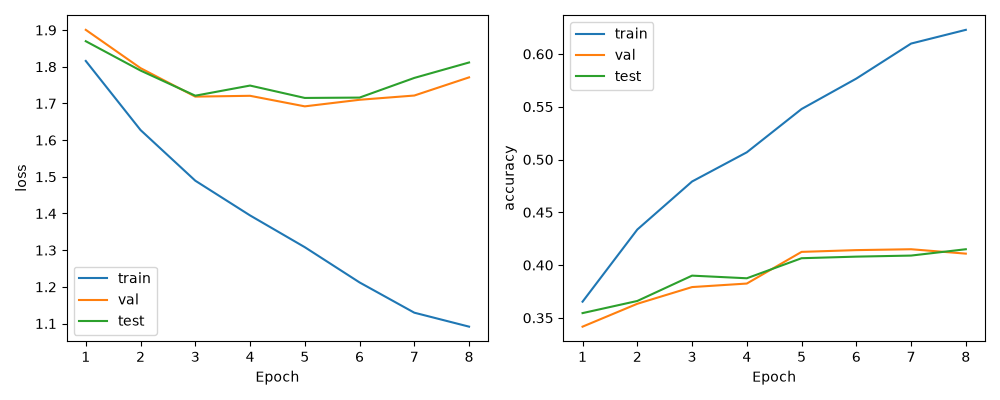 1.9
1.8
1.7
1.6
1.5
1.4
1.3
1.2
1.1
loss
train
val
test
1 2 3 4 5 6 7 8
Epoch
0.60
0.55
0.50
0.45
0.40
0.35
accuracy
train
val
test
1 2 3 4 5 6 7 8
Epoch